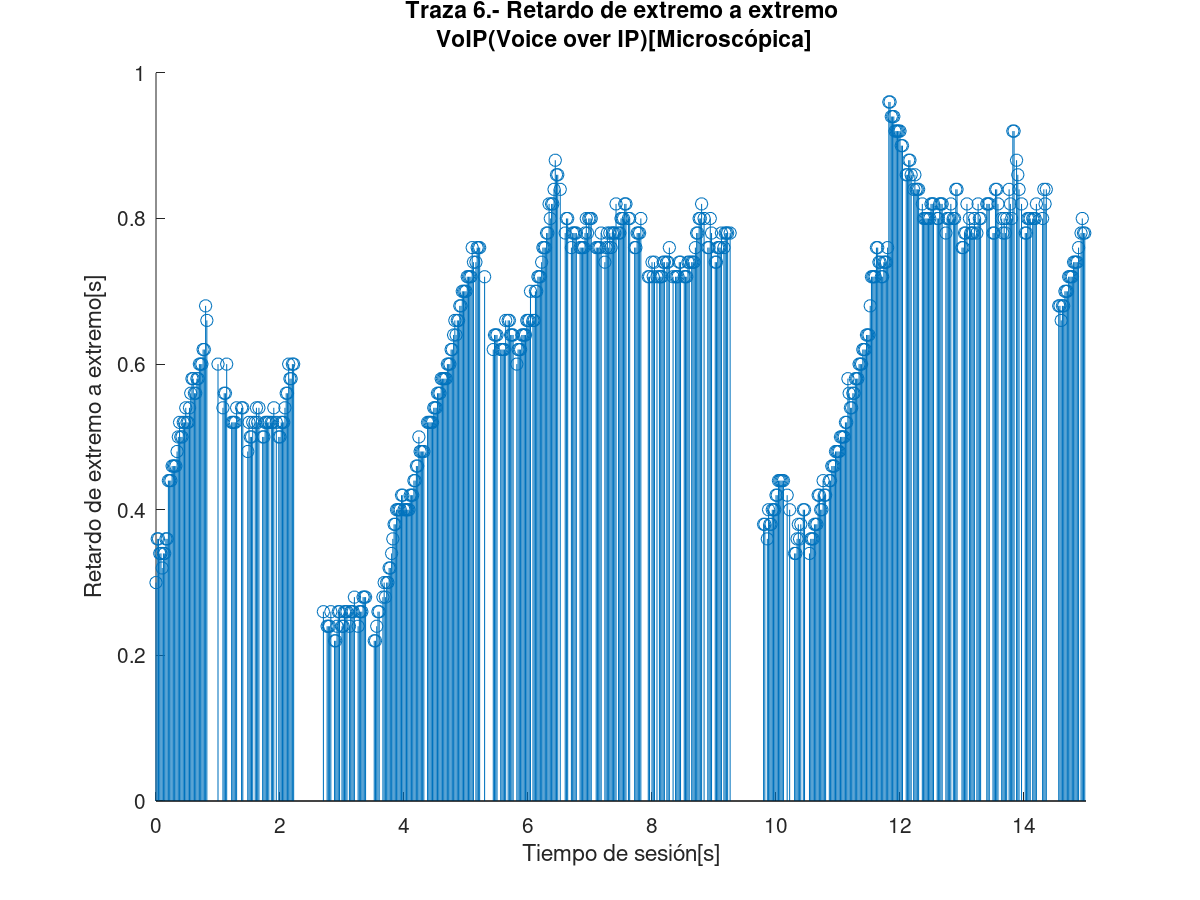 Traza 6.- Retardo de extremo a extremo
VoIP(Voice over IP)[Microscópica]
Retardo de extremo a extremo[s]
1
0.8
0.6
0.4
0.2
0
0 2 4 6 8 10 12 14
Tiempo de sesión[s]